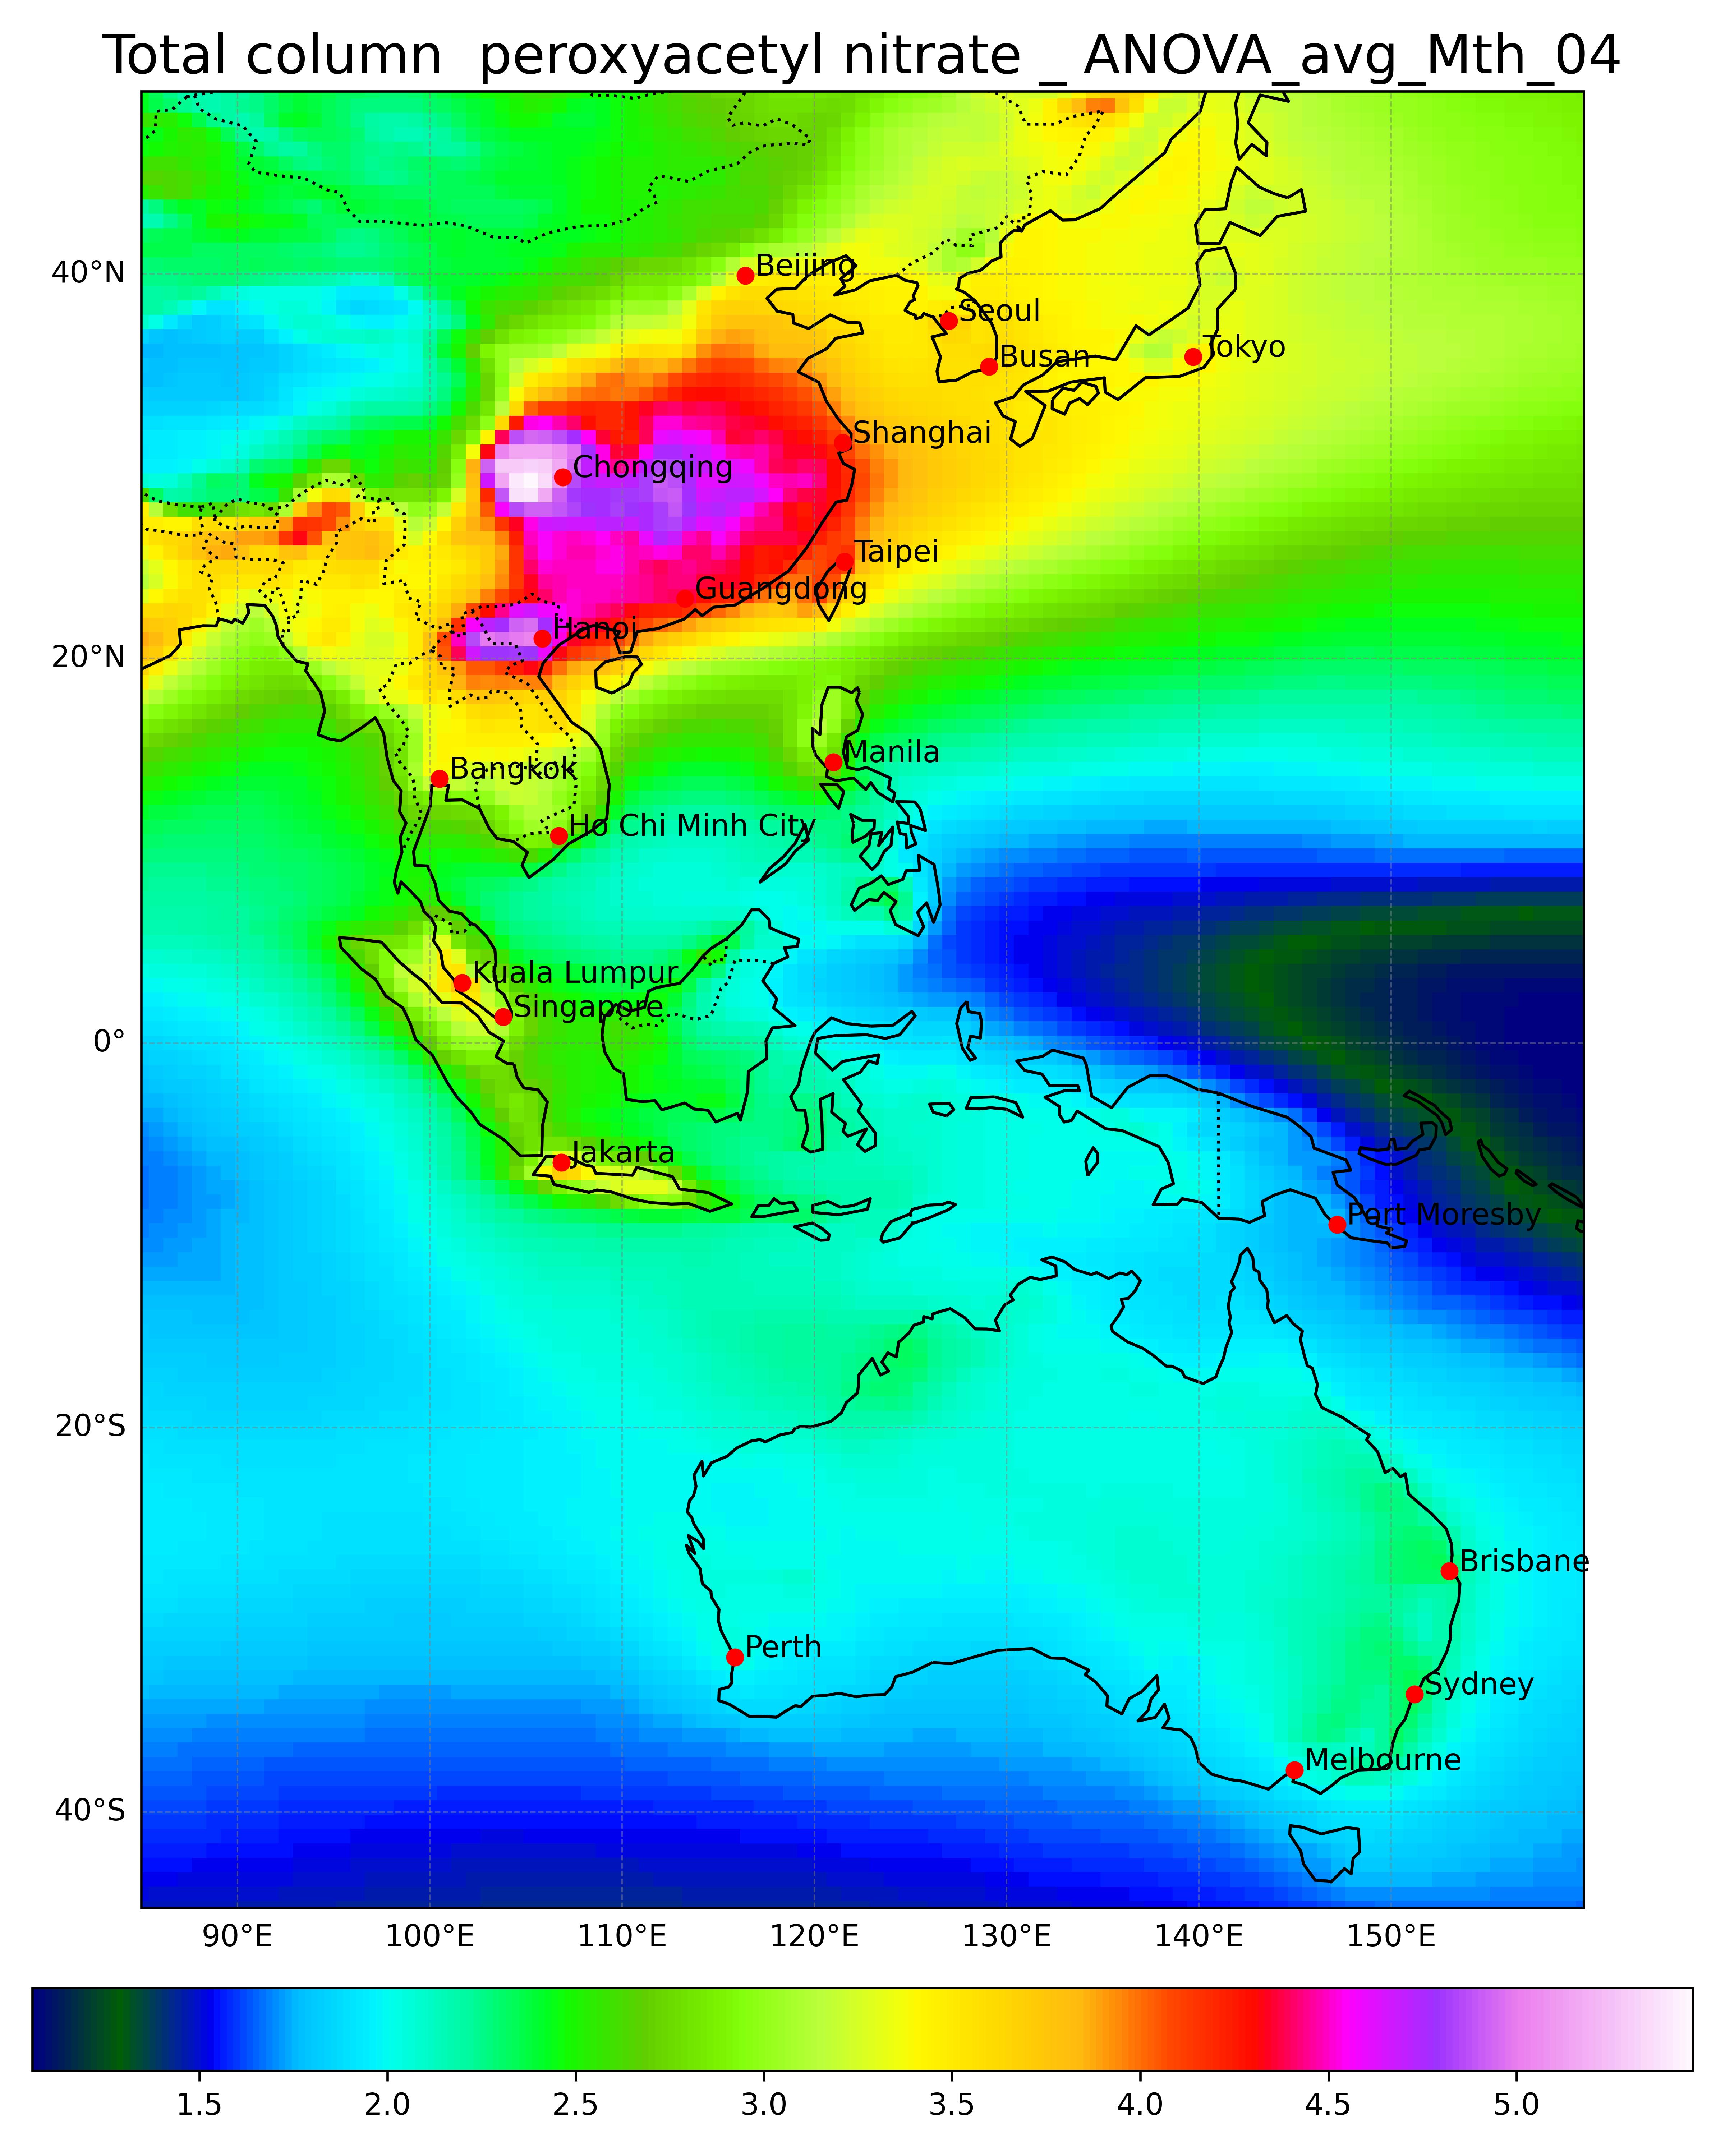 Total column  peroxyacetyl nitrate _ ANOVA_avg_Mth_04
40°N
20°N
0°
20°S
40°S
Beijing
Seoul
Busan
Tokyo
Shanghai
Chongqing
Taipei
Guangdong
Hanoi
Manila
Bangkok
Ho Chi Minh City
Kuala Lumpur
Singapore
Jakarta
Port Moresby
Brisbane
Perth
Sydney
Melbourne
90°E 100°E 110°E 120°E 130°E 140°E 150°E
1.5 2.0 2.5 3.0 3.5 4.0 4.5 5.0